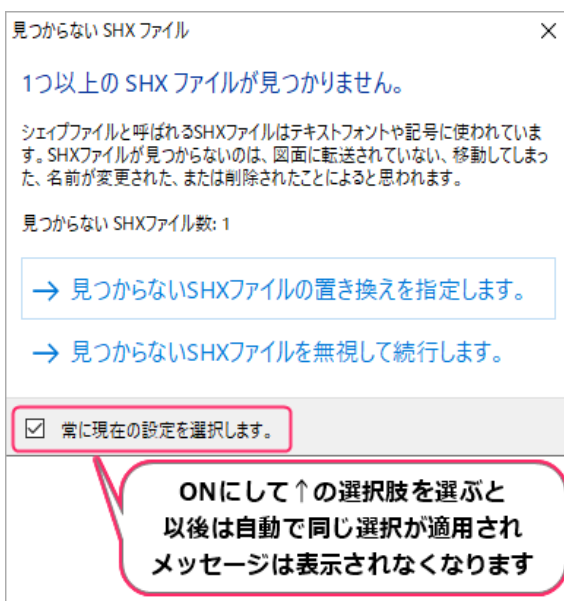 見つからない SHX ファイル
1つ以上の SHX ファイルが見つかりません。
シェイプファイルと呼ばれるSHXファイルはテキストフォントや記号に使われていま
す。SHXファイルが見つからないのは、図面に転送されていない、移動してしまっ
た、名前が変更された、または削除されたことによると思われます。
見つからない SHXファイル数: 1
→ 見つからないSHXファイルの置き換えを指定します。
→ 見つからないSHXファイルを無視して続行します。
常に現在の設定を選択します。
ONにして↑の選択肢を選ぶと
以後は自動で同じ選択が適用され
メッセージは表示されなくなります